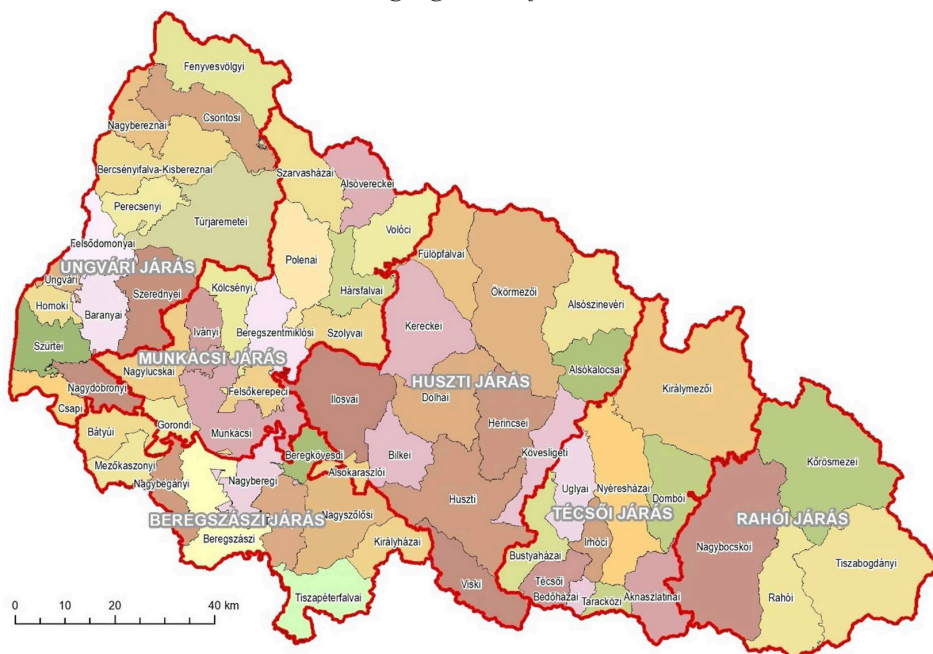 Fenyvesvölgyi
Csontosi
Nagybereznai
Bercsényifalva-Kisbereznai
Szarvasházai
Alsóvereckei
Perecsenyi
Turjaremetei
Volóci
Felsődomonyai
Polenai
Fülöpfalvai
UNGVÁRI JÁRÁS
Ungvári
Szerednyei
Kölcsényi
Hársfalvai
Ökörmezői
Homoki
Baranyai
Alsószinevéri
Iványi
Beregszentmiklósi
Szolyvai
Kereckei
Szürtei
MUNKÁCSI JÁRÁS
Nagylucskai
Alsókalocsai
Királymezői
Nagydobronyi
Felsőkerepeci
HUSZTI JÁRÁS
Ilosvai
Dolhai
Csapi
Gorondi
Herincsei
Bátyúi
Munkácsi
Beregkövesdi
Bilkei
Kövesligeti
Mezőkaszonyi
Alsókaraszlói
Kőrösmezei
Nagybégányi
Nagyberegi
Huszti
Uglyai
Nyéresházai
Dombói
Nagyszőlősi
BEREGSZÁSZI JÁRÁS
TÉCSŐI JÁRÁS
RAHÓI JÁRÁS
Beregszászi
Királyházai
Irhóci
Nagybocskói
Bustyaházai
Tiszabogdányi
Viski
Técsői
Bedőházai
Tiszapéterfalvai
Taracközi
Aknaszlatinai
Rahói
0 10 20 40 km